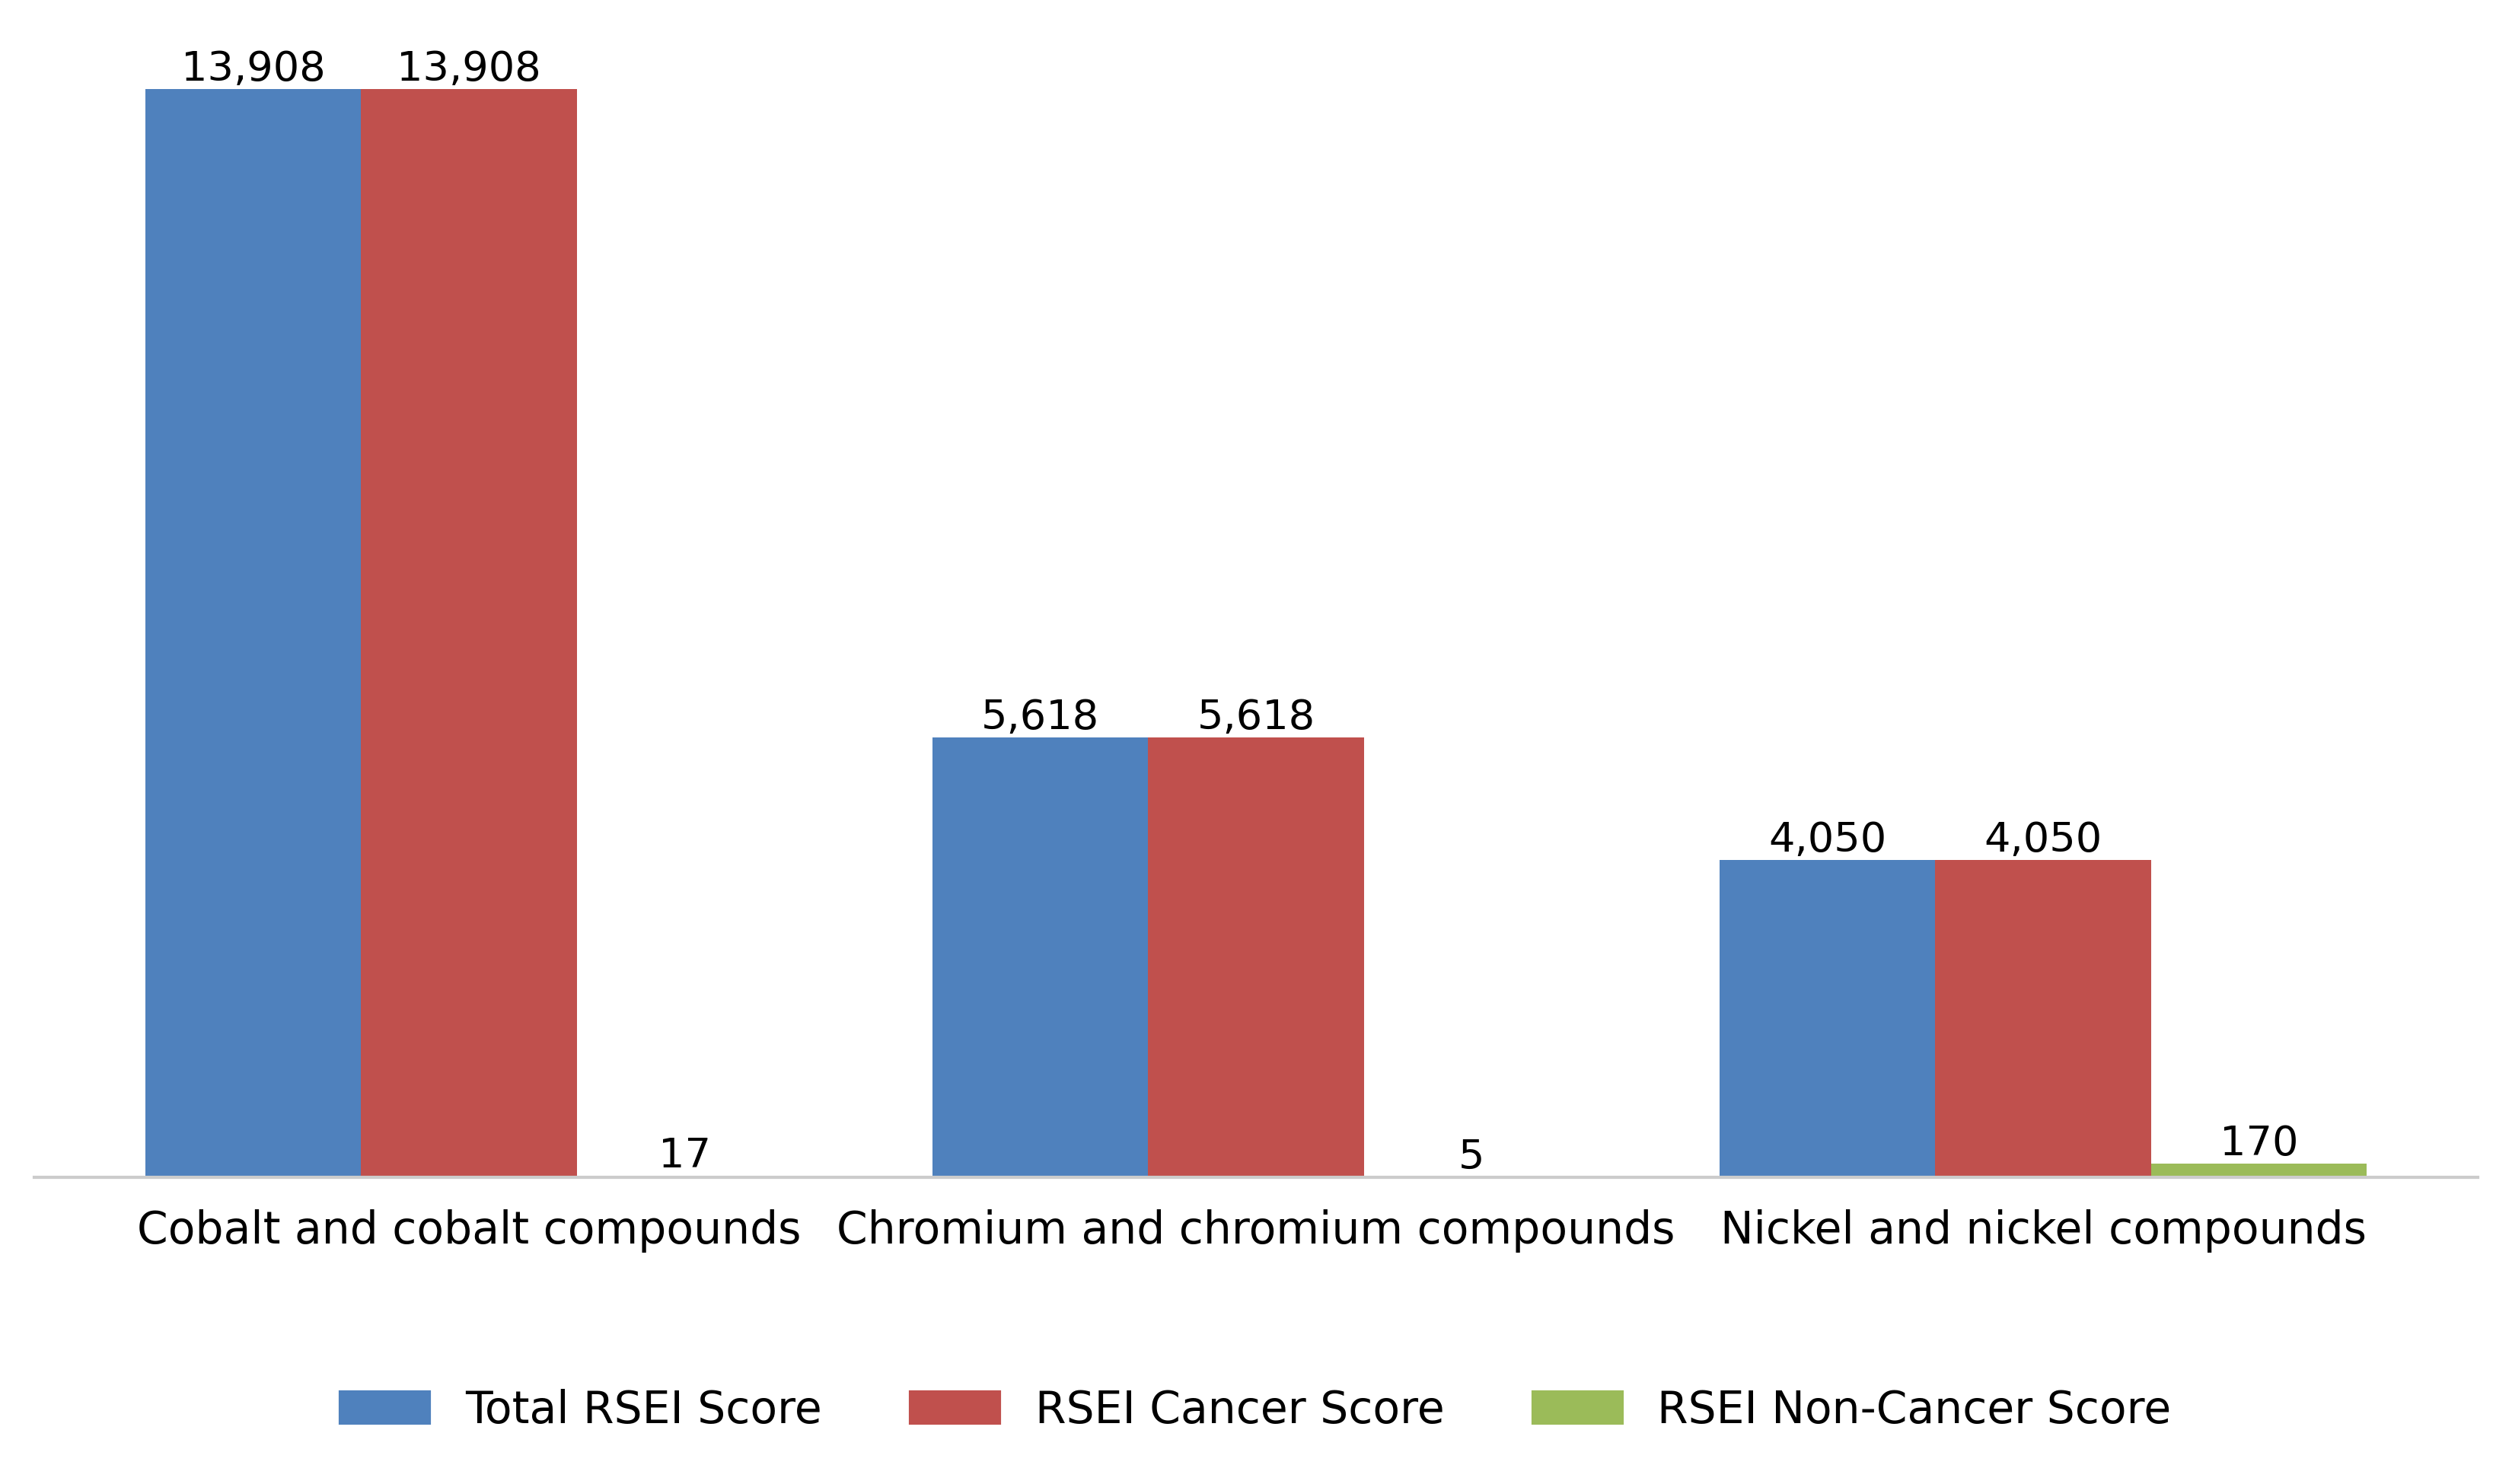 13,908 13,908
5,618 5,618
4,050 4,050
17 5 170
Cobalt and cobalt compounds Chromium and chromium compounds Nickel and nickel compounds
Total RSEI Score RSEI Cancer Score RSEI Non-Cancer Score